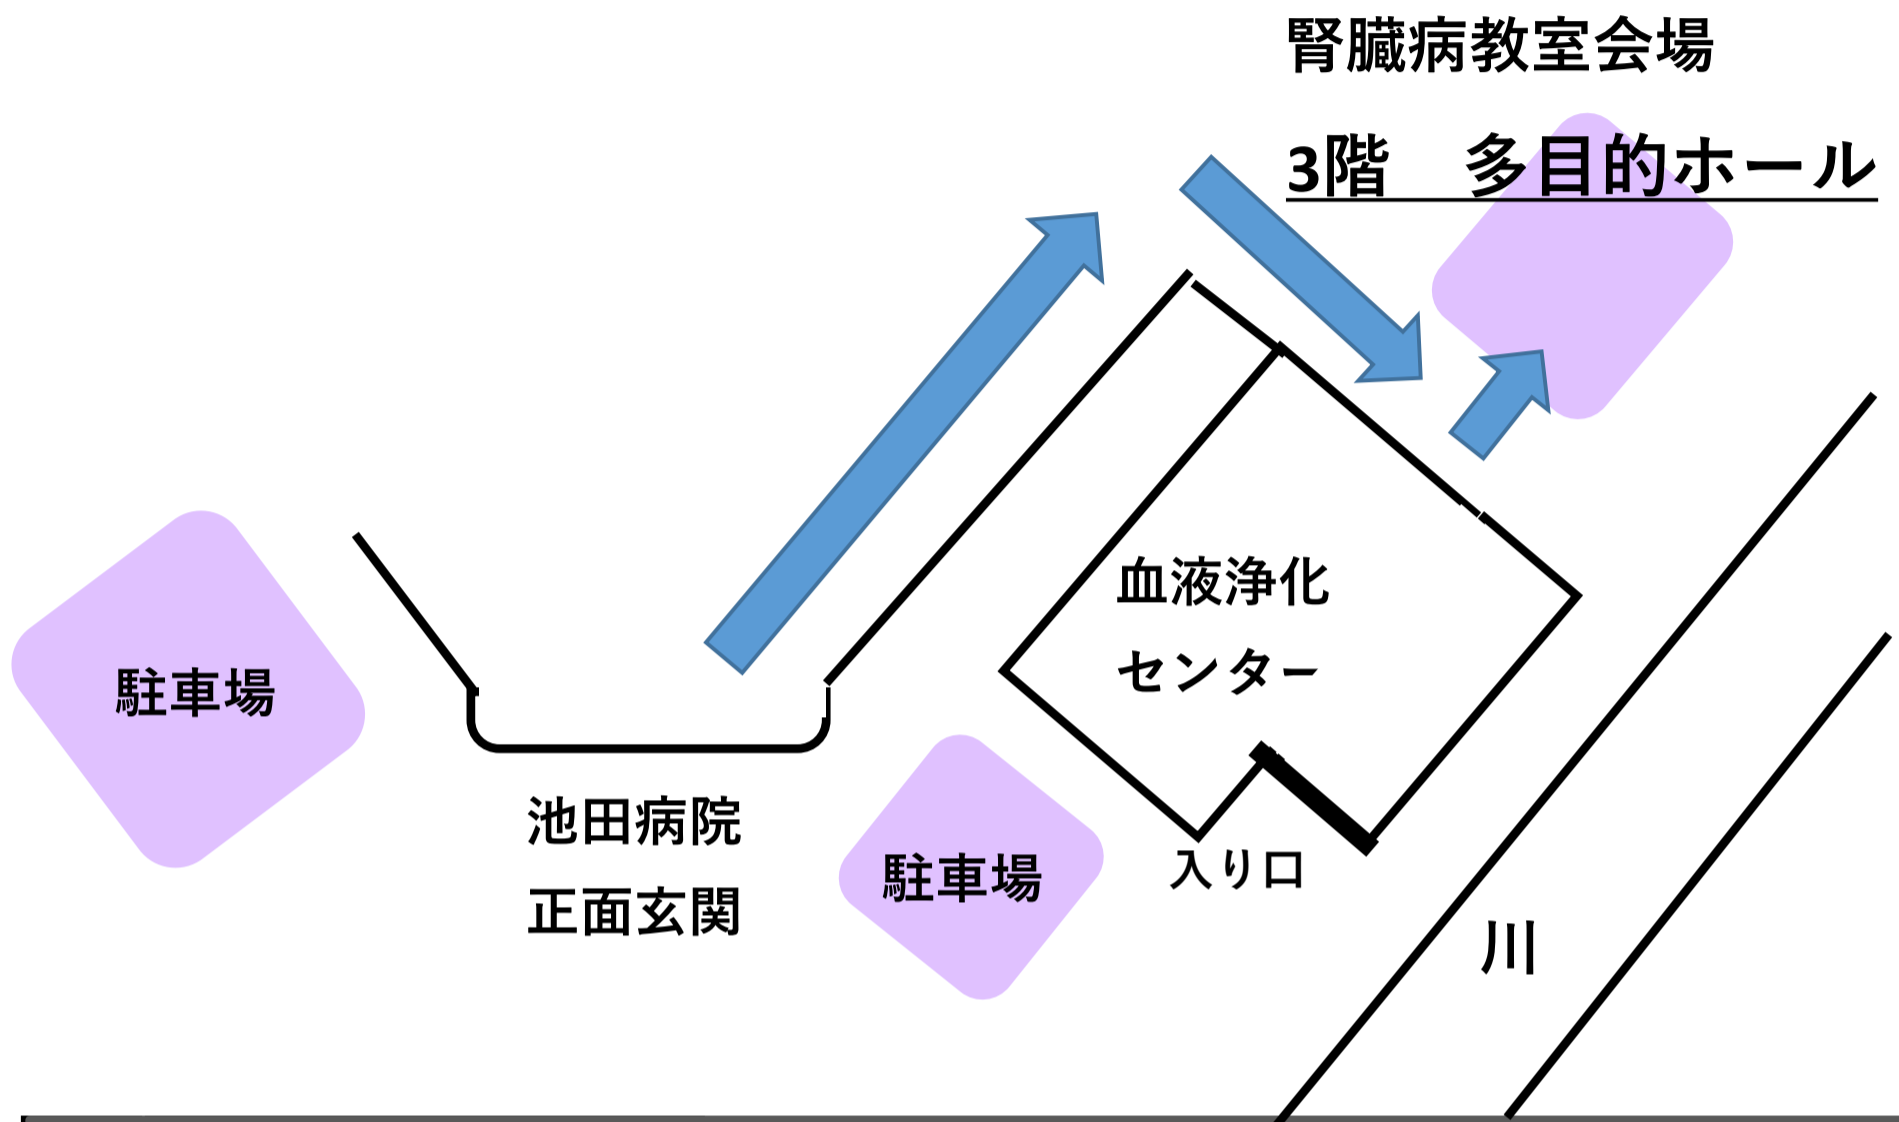 腎臓病教室会場
3階　多目的ホール
血液浄化
センター
駐車場
池田病院
正面玄関
駐車場
入り口
川